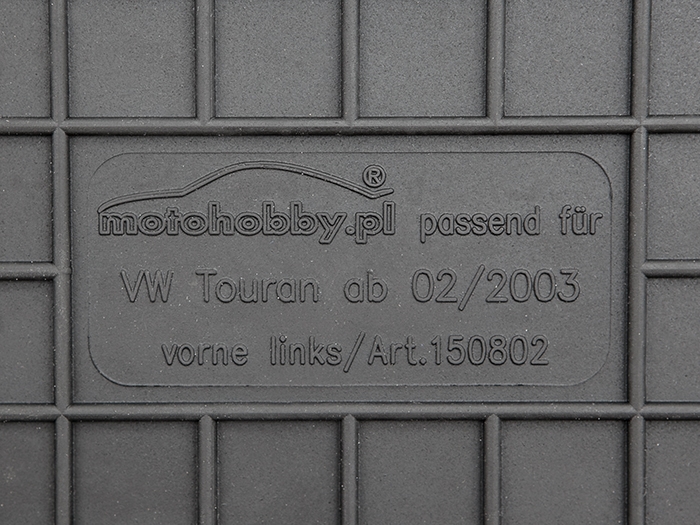 motohobby.pl® passend für
VW Touran ab 02/2003
vorne links/Art.150802